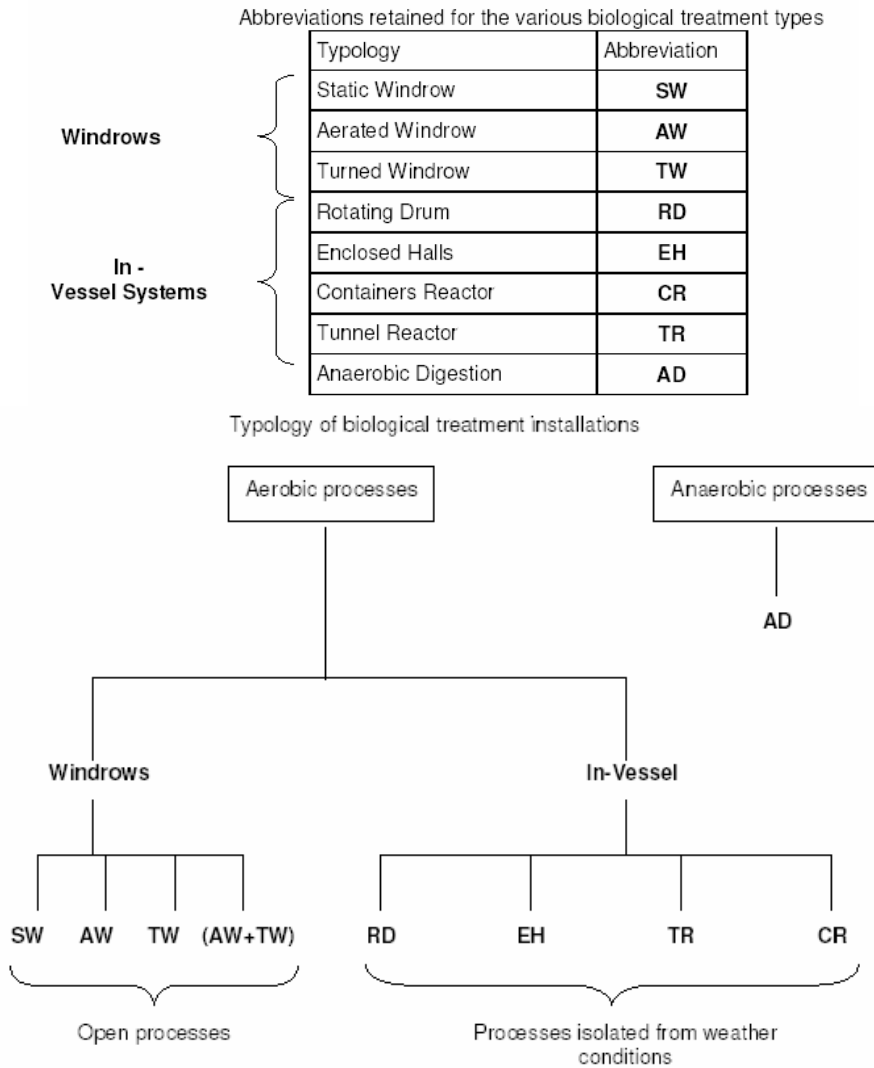 Abbreviations retained for the various biological treatment types
Typology Abbreviation
Static Windrow SW
Aerated Windrow AW
Turned Windrow TW
Rotating Drum RD
Enclosed Halls EH
Containers Reactor CR
Tunnel Reactor TR
Anaerobic Digestion AD
Windrows
In -
Vessel Systems
Typology of biological treatment installations
Aerobic processes Anaerobic processes
AD
Windrows In-Vessel
SW AW TW (AW+TW) RD EH TR CR
Open processes Processes isolated from weather
conditions